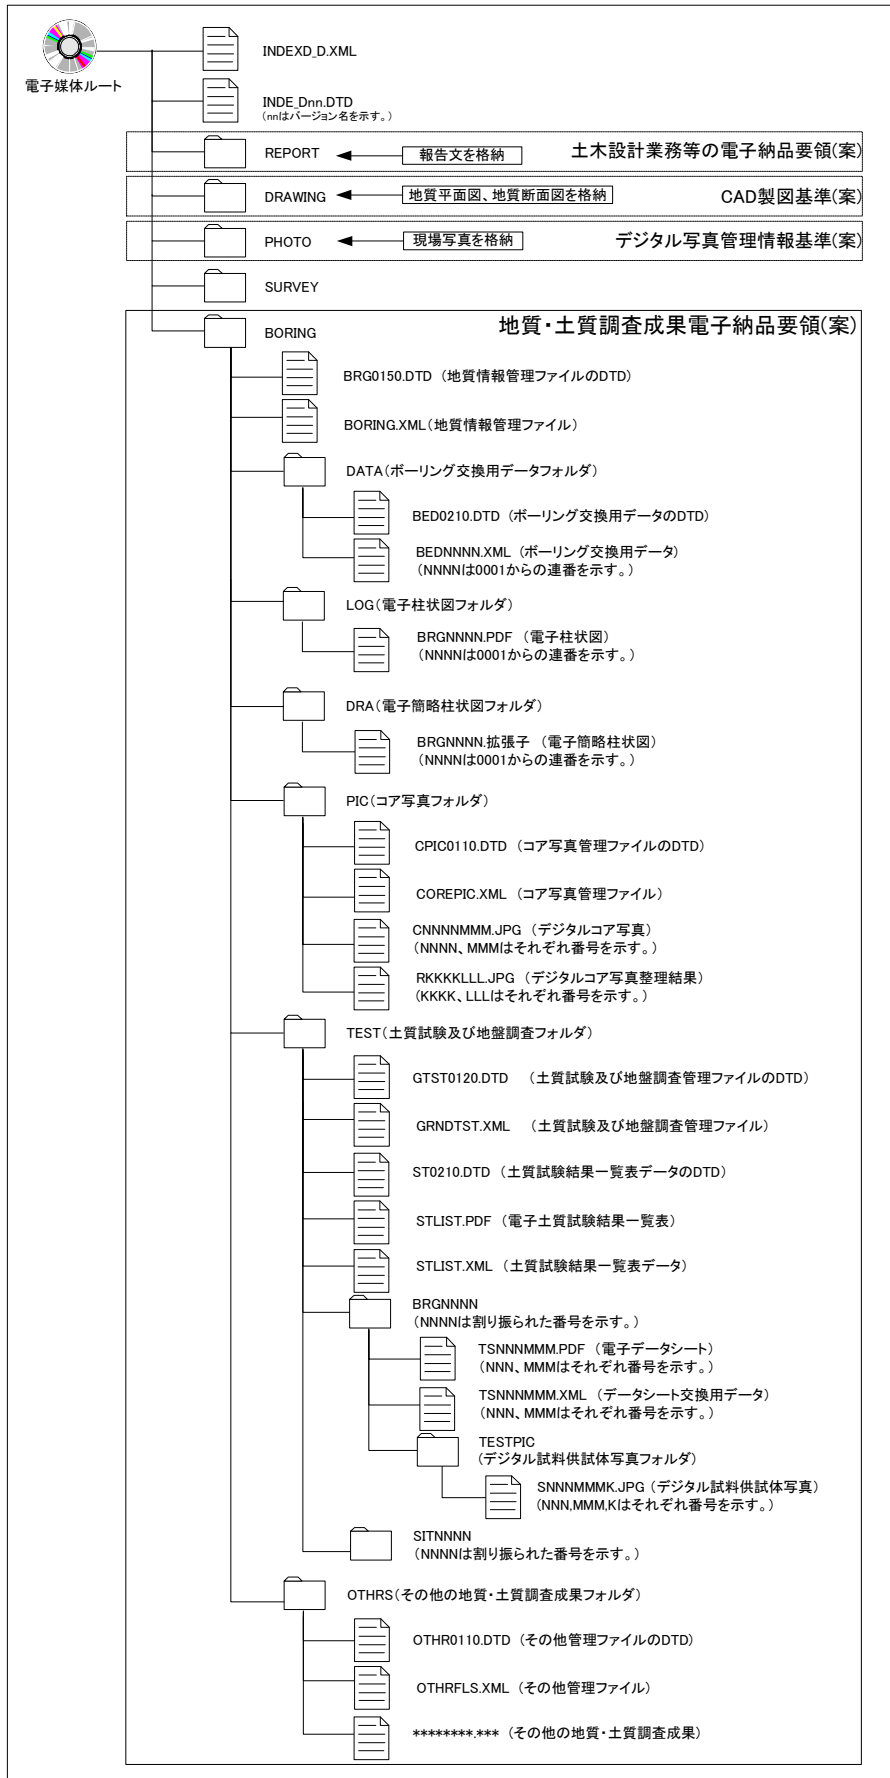 電子媒体ルート
INDEXD_D.XML
INDE_Dnn.DTD
(nnはバージョン名を示す。)
REPORT
報告文を格納
土木設計業務等の電子納品要領(案)
DRAWING
地質平面図、地質断面図を格納
CAD製図基準(案)
PHOTO
現場写真を格納
デジタル写真管理情報基準(案)
SURVEY
BORING
地質・土質調査成果電子納品要領(案)
BRG0150.DTD (地質情報管理ファイルのDTD)
BORING.XML(地質情報管理ファイル)
DATA(ボーリング交換用データフォルダ)
BED0210.DTD (ボーリング交換用データのDTD)
BEDNNNN.XML (ボーリング交換用データ)
(NNNNは0001からの連番を示す。)
LOG(電子柱状図フォルダ)
BRGNNNN.PDF (電子柱状図)
(NNNNは0001からの連番を示す。)
DRA(電子簡略柱状図フォルダ)
BRGNNNN.拡張子 (電子簡略柱状図)
(NNNNは0001からの連番を示す。)
PIC(コア写真フォルダ)
CPIC0110.DTD (コア写真管理ファイルのDTD)
COREPIC.XML (コア写真管理ファイル)
CNNNNMMM.JPG (デジタルコア写真)
(NNNN、MMMはそれぞれ番号を示す。)
RKKKKLLL.JPG (デジタルコア写真整理結果)
(KKKK、LLLはそれぞれ番号を示す。)
TEST(土質試験及び地盤調査フォルダ)
GTST0120.DTD (土質試験及び地盤調査管理ファイルのDTD)
GRNDTST.XML (土質試験及び地盤調査管理ファイル)
ST0210.DTD (土質試験結果一覧表データのDTD)
STLIST.PDF (電子土質試験結果一覧表)
STLIST.XML (土質試験結果一覧表データ)
BRGNNNN
(NNNNは割り振られた番号を示す。)
TSNNNMMM.PDF (電子データシート)
(NNN、MMMはそれぞれ番号を示す。)
TSNNNMMM.XML (データシート交換用データ)
(NNN、MMMはそれぞれ番号を示す。)
TESTPIC
(デジタル試料供試体写真フォルダ)
SNNNMMMK.JPG (デジタル試料供試体写真)
(NNN,MMM,Kはそれぞれ番号を示す。)
SITNNNN
(NNNNは割り振られた番号を示す。)
OTHRS(その他の地質・土質調査成果フォルダ)
OTHR0110.DTD (その他管理ファイルのDTD)
OTHRFLS.XML (その他管理ファイル)
********.*** (その他の地質・土質調査成果)